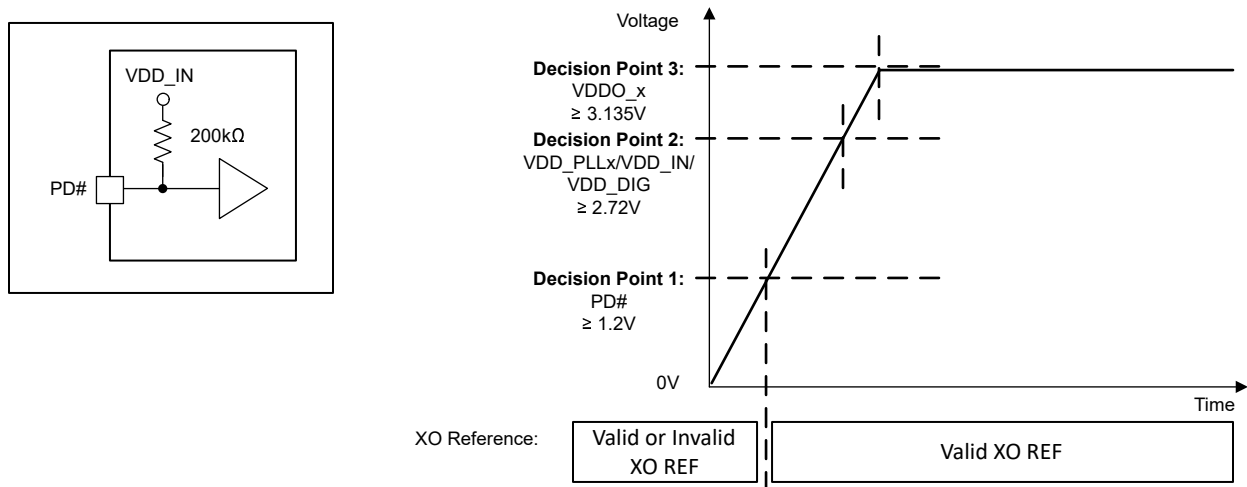 VDD_IN
200kΩ
PD#
Voltage
Decision Point 3:
VDDO_x
≥ 3.135V
Decision Point 2:
VDD_PLLx/VDD_IN/
VDD_DIG
≥ 2.72V
Decision Point 1:
PD#
≥ 1.2V
0V
Time
XO Reference:
Valid or Invalid
XO REF
Valid XO REF